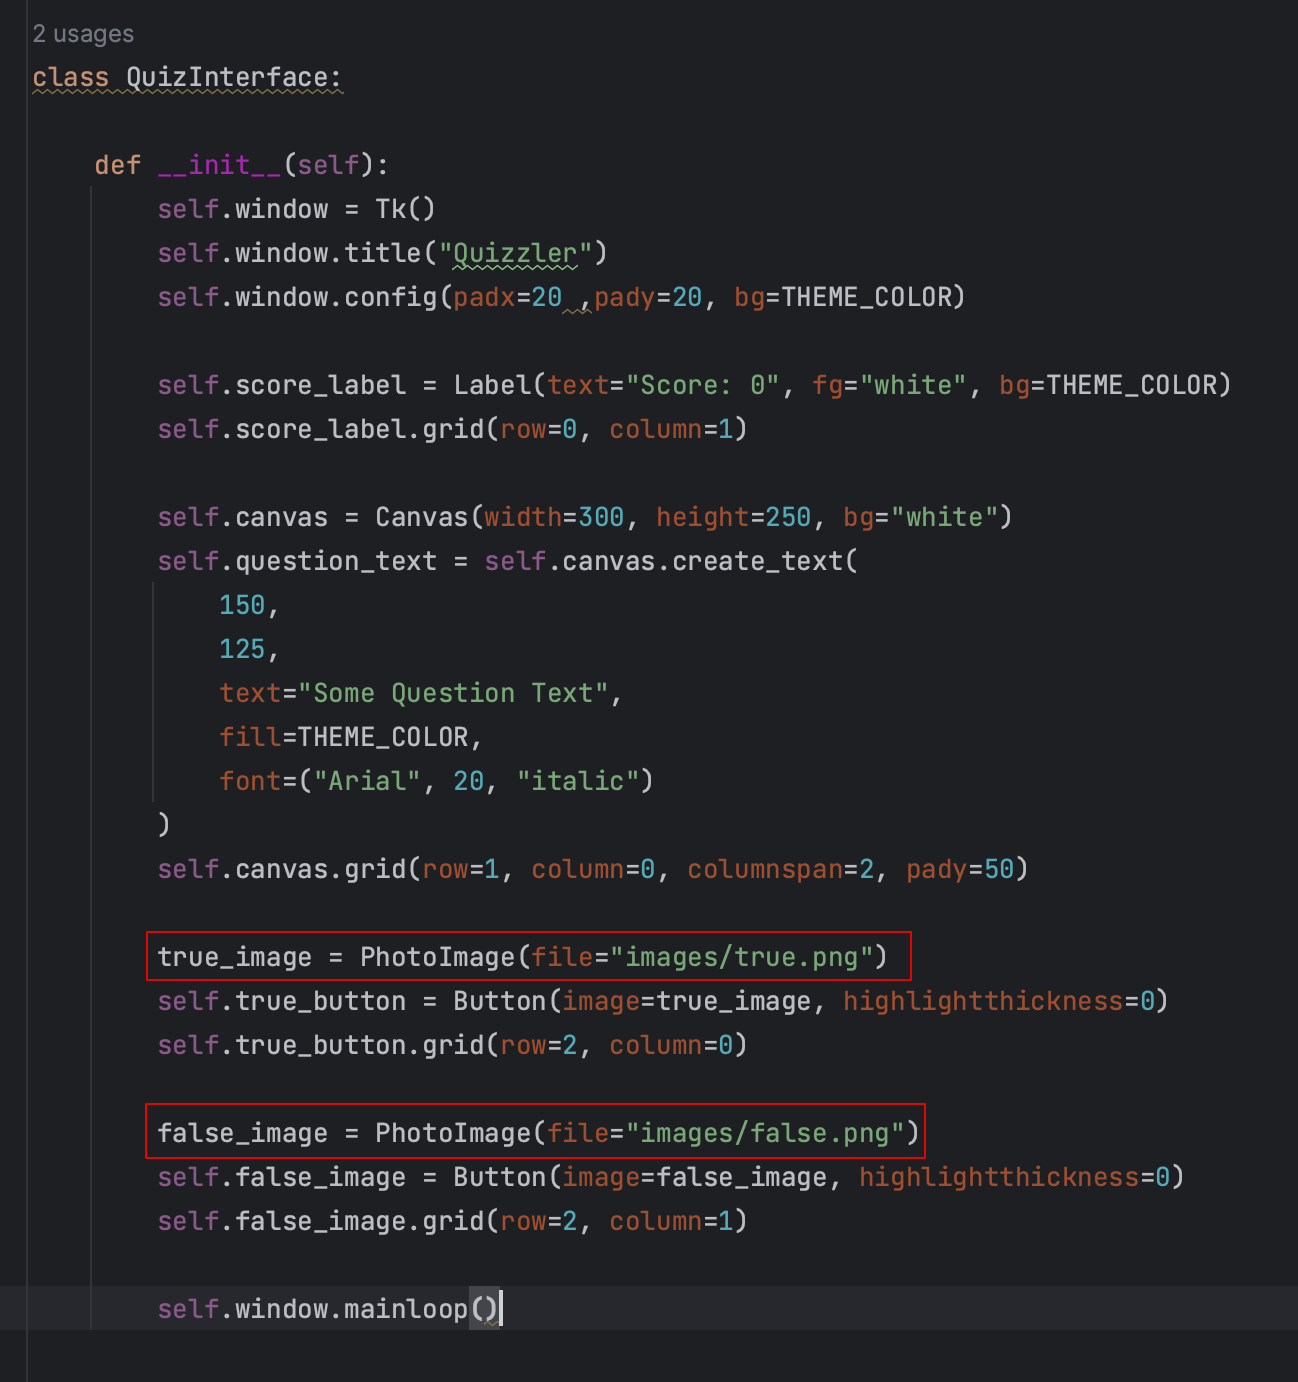 2 usages
class QuizInterface:
def __init__(self):
self.window = Tk()
self.window.title("Quizzler")
self.window.config(padx=20 ,pady=20, bg=THEME_COLOR)
self.score_label = Label(text="Score: 0", fg="white", bg=THEME_COLOR)
self.score_label.grid(row=0, column=1)
self.canvas = Canvas(width=300, height=250, bg="white")
self.question_text = self.canvas.create_text(
150,
125,
text="Some Question Text",
fill=THEME_COLOR,
font=("Arial", 20, "italic")
)
self.canvas.grid(row=1, column=0, columnspan=2, pady=50)
true_image = PhotoImage(file="images/true.png")
self.true_button = Button(image=true_image, highlightthickness=0)
self.true_button.grid(row=2, column=0)
false_image = PhotoImage(file="images/false.png")
self.false_image = Button(image=false_image, highlightthickness=0)
self.false_image.grid(row=2, column=1)
self.window.mainloop()